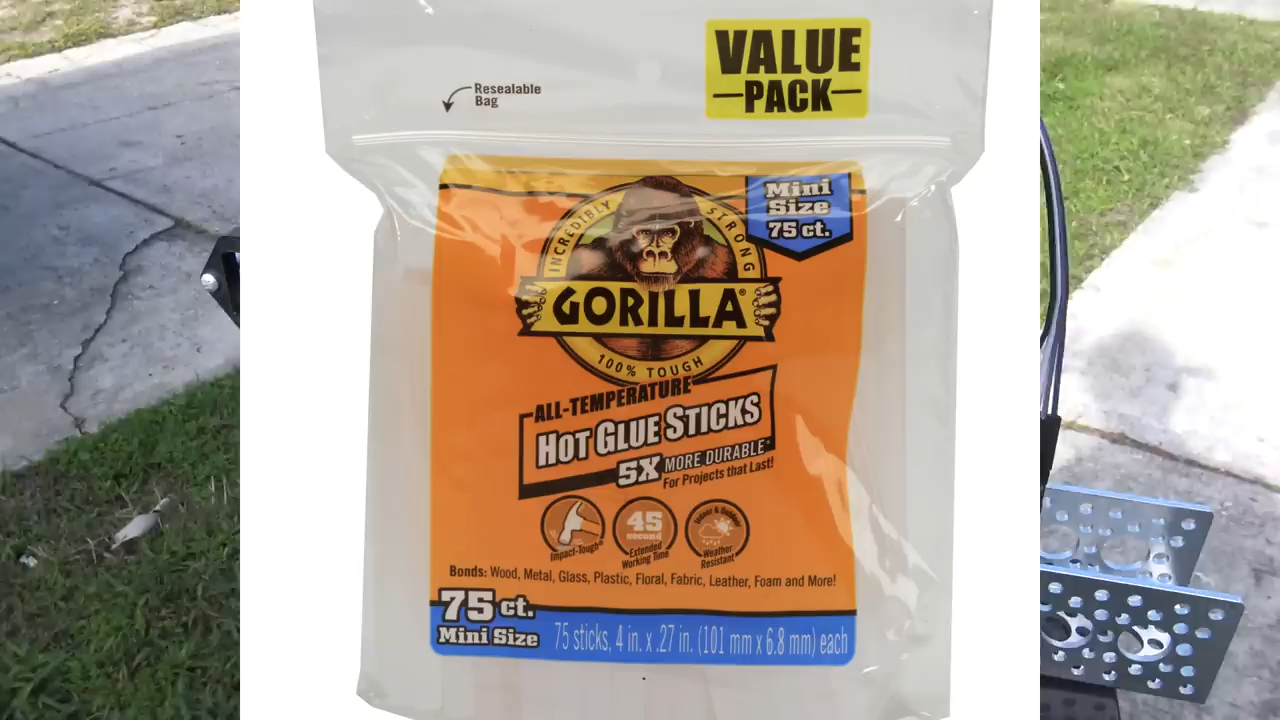 VALUE
PACK
Resealable
Bag
Mini
Size
75 ct.
INCREDIBLY STRONG
GORILLA®
100% TOUGH
ALL-TEMPERATURE
HOT GLUE STICKS
5X MORE DURABLE*
For Projects that Last!
Impact-Tough®
45
second
Extended
Working Time
Indoor & Outdoor
Weather
Resistant
Bonds: Wood, Metal, Glass, Plastic, Floral, Fabric, Leather, Foam and More!
75 ct.
Mini Size
75 sticks, 4 in. x .27 in. (101 mm x 6.8 mm) each